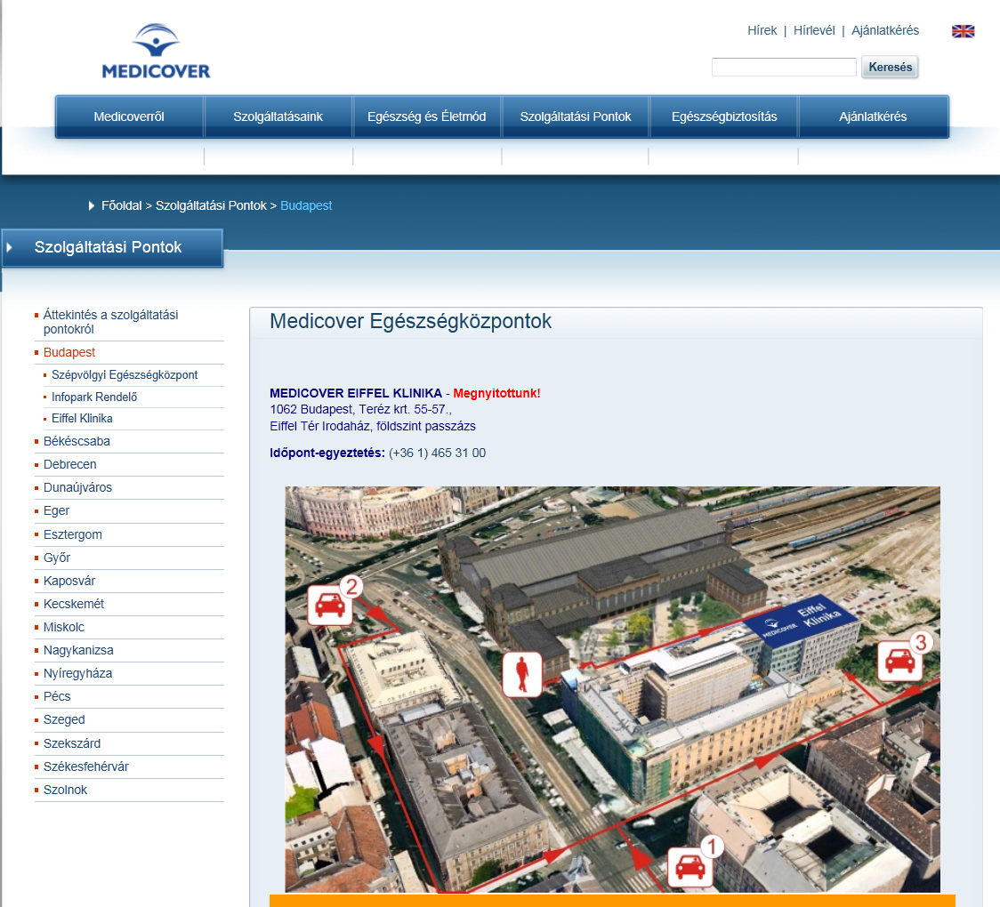 MEDICOVER
Hírek | Hírlevél | Ajánlatkérés
Keresés
Medicoverről
Szolgáltatásaink
Egészség és Életmód
Szolgáltatási Pontok
Egészségbiztosítás
Ajánlatkérés
Főoldal > Szolgáltatási Pontok > Budapest
Szolgáltatási Pontok
Áttekintés a szolgáltatási
pontokról
Budapest
Szépvölgyi Egészségközpont
Infopark Rendelő
Eiffel Klinika
Békéscsaba
Debrecen
Dunaújváros
Eger
Esztergom
Győr
Kaposvár
Kecskemét
Miskolc
Nagykanizsa
Nyíregyháza
Pécs
Szeged
Szekszárd
Székesfehérvár
Szolnok
Medicover Egészségközpontok
MEDICOVER EIFFEL KLINIKA - Megnyitottunk!
1062 Budapest, Teréz krt. 55-57.,
Eiffel Tér Irodaház, földszint passzázs
Időpont-egyeztetés: (+36 1) 465 31 00
2
MEDICOVER
Eiffel
Klinika
3
1